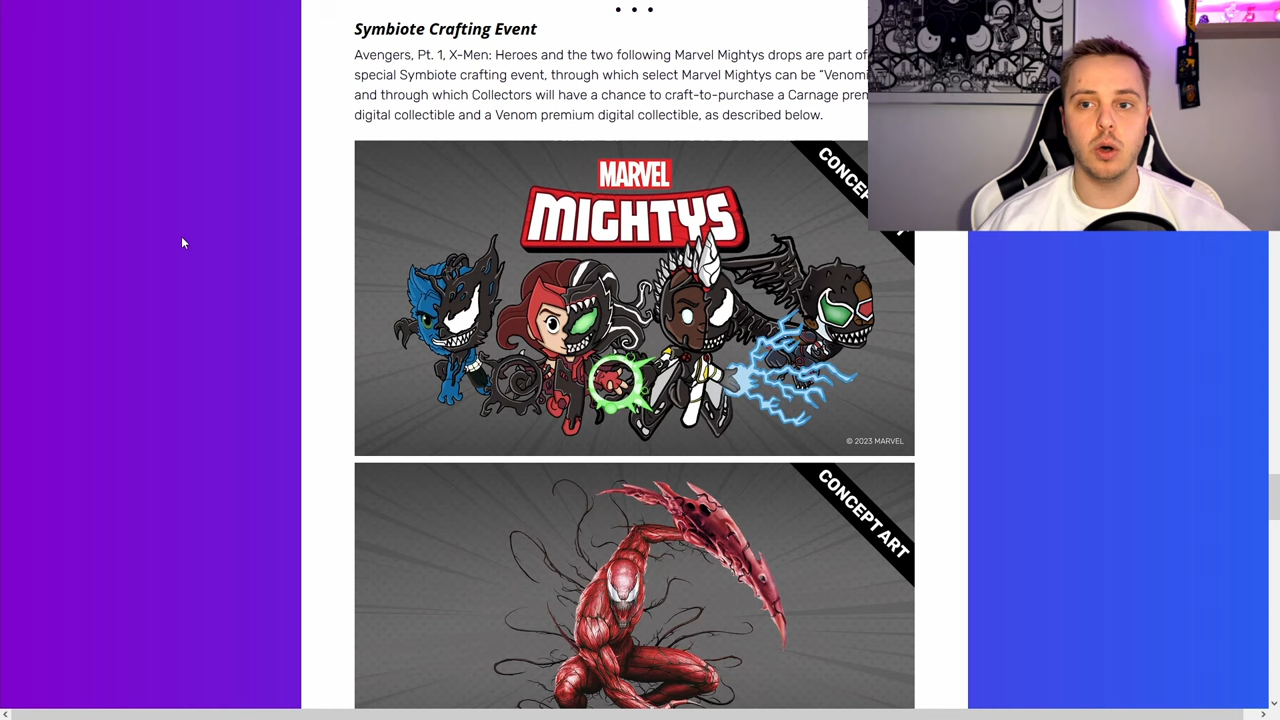 Symbiote Crafting Event
Avengers, Pt. 1, X-Men: Heroes and the two following Marvel Mightys drops are part of
special Symbiote crafting event, through which select Marvel Mightys can be “Venomi
and through which Collectors will have a chance to craft-to-purchase a Carnage prem
digital collectible and a Venom premium digital collectible, as described below.
CONCEP
MARVEL
MIGHTYS
© 2023 MARVEL
CONCEPT ART